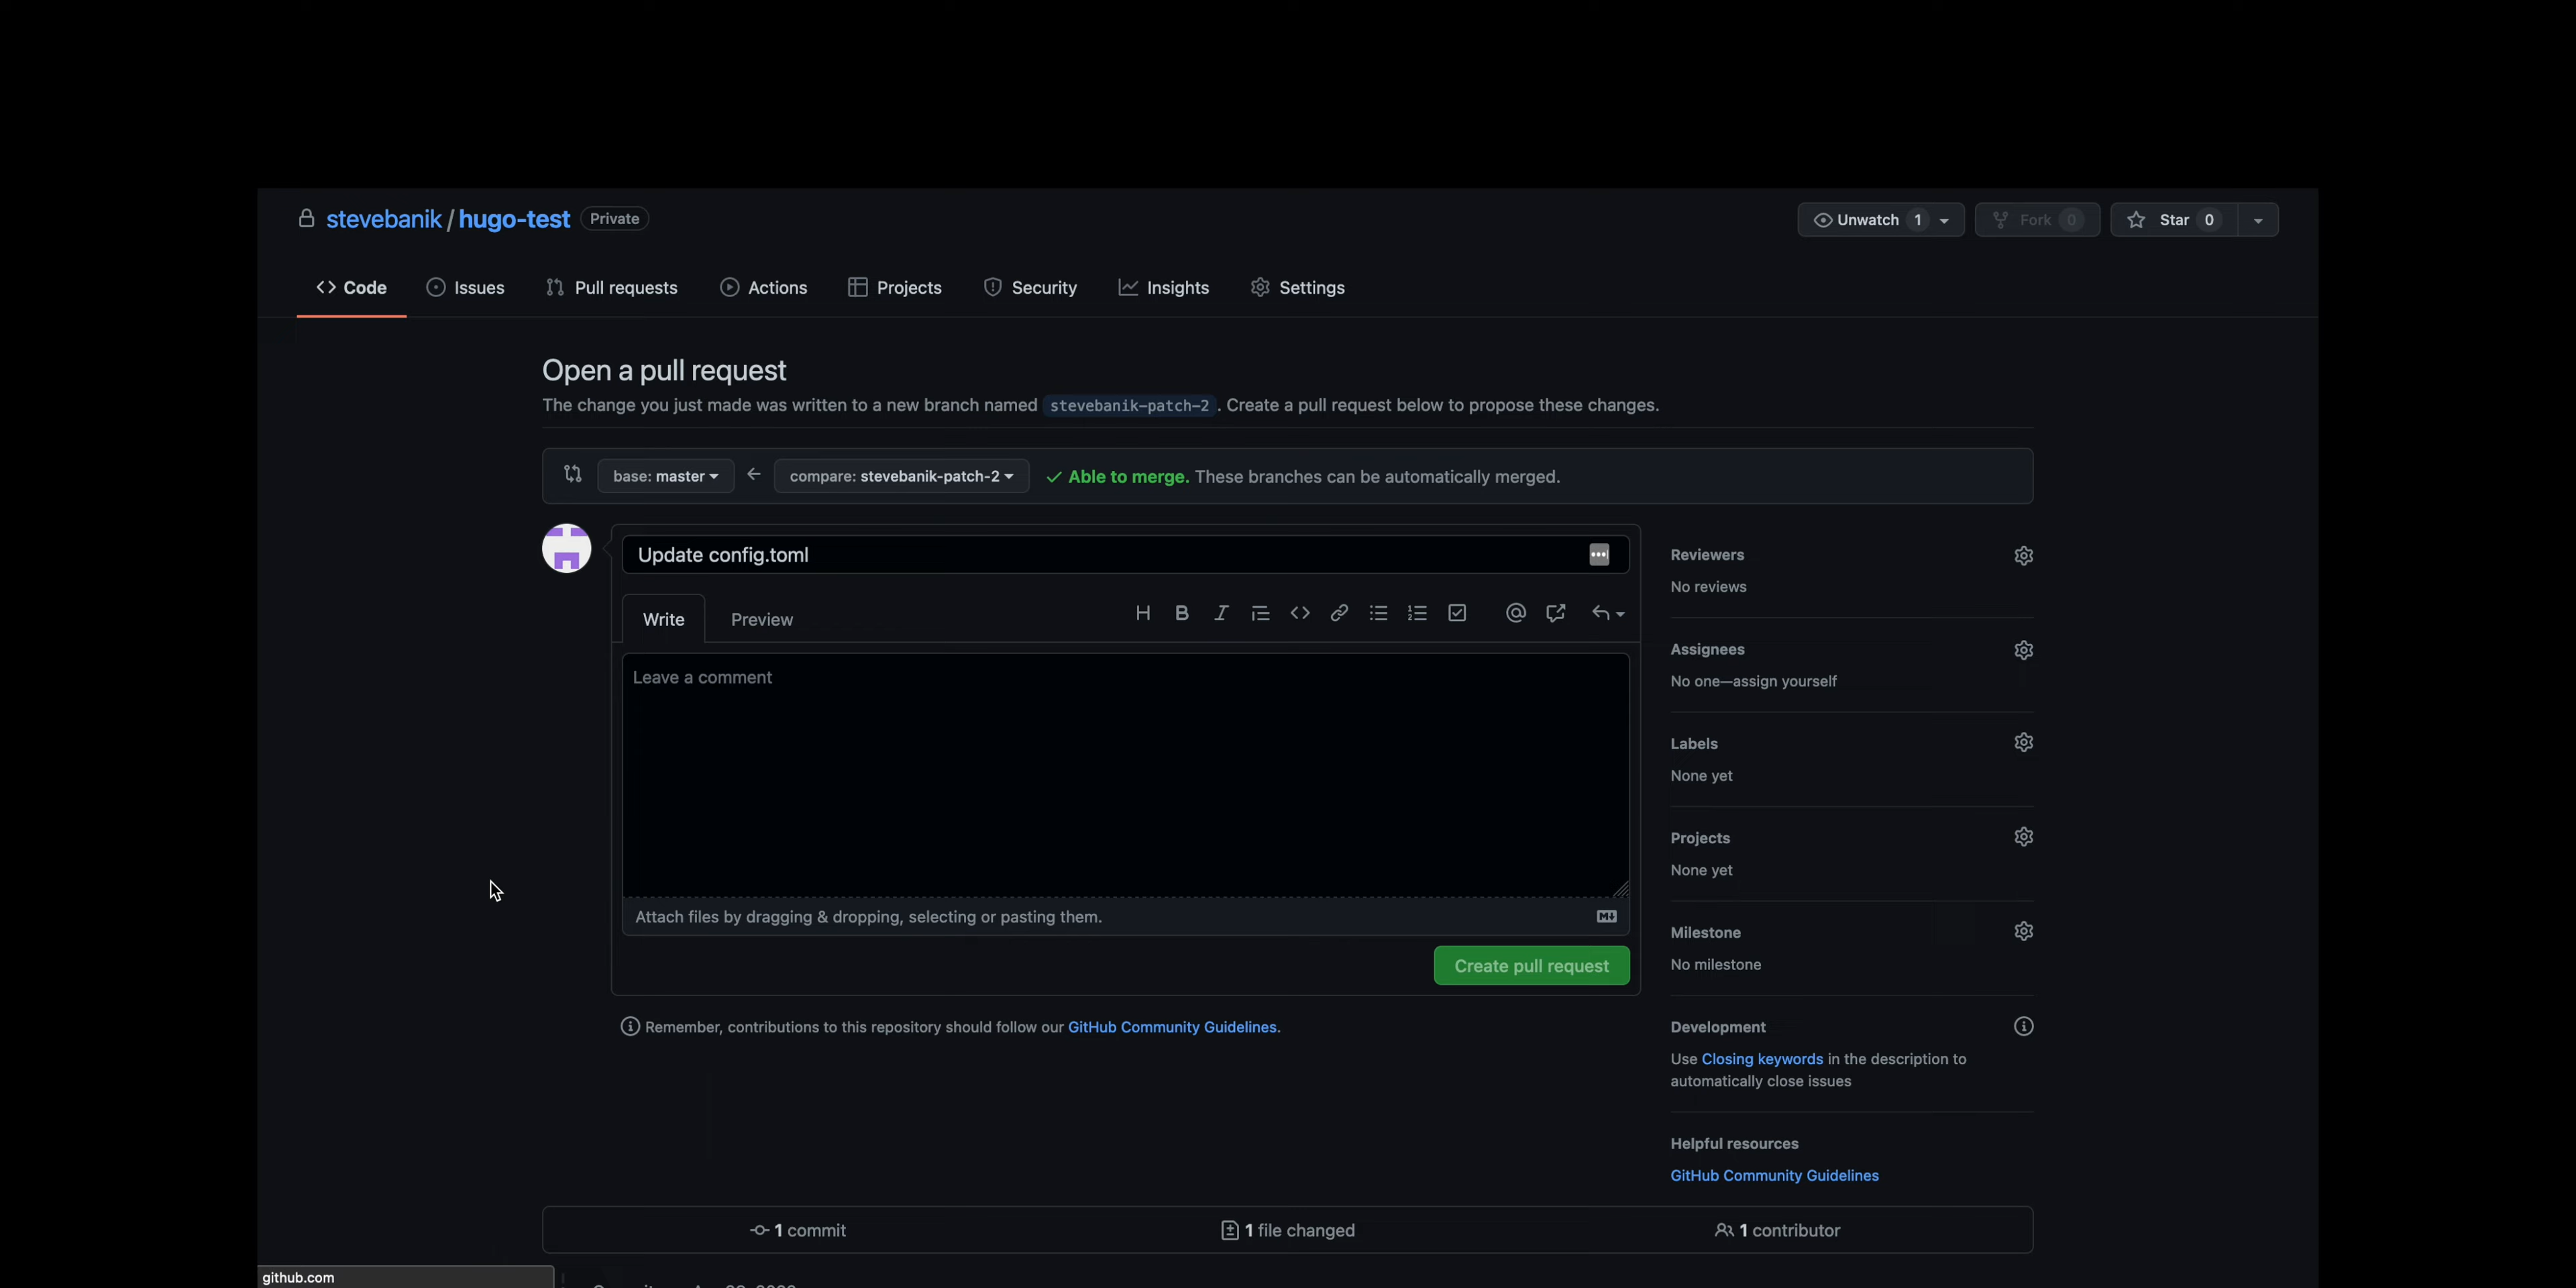 stevebanik / hugo-test Private
Unwatch 1
Fork 0
Star 0
Code
Issues
Pull requests
Actions
Projects
Security
Insights
Settings
Open a pull request
The change you just made was written to a new branch named stevebanik-patch-2. Create a pull request below to propose these changes.
base: master
compare: stevebanik-patch-2
Able to merge. These branches can be automatically merged.
Update config.toml
Write
Preview
Leave a comment
Attach files by dragging & dropping, selecting or pasting them.
Create pull request
Remember, contributions to this repository should follow our GitHub Community Guidelines.
Reviewers
No reviews
Assignees
No one—assign yourself
Labels
None yet
Projects
None yet
Milestone
No milestone
Development
Use Closing keywords in the description to
automatically close issues
Helpful resources
GitHub Community Guidelines
1 commit
1 file changed
1 contributor
github.com